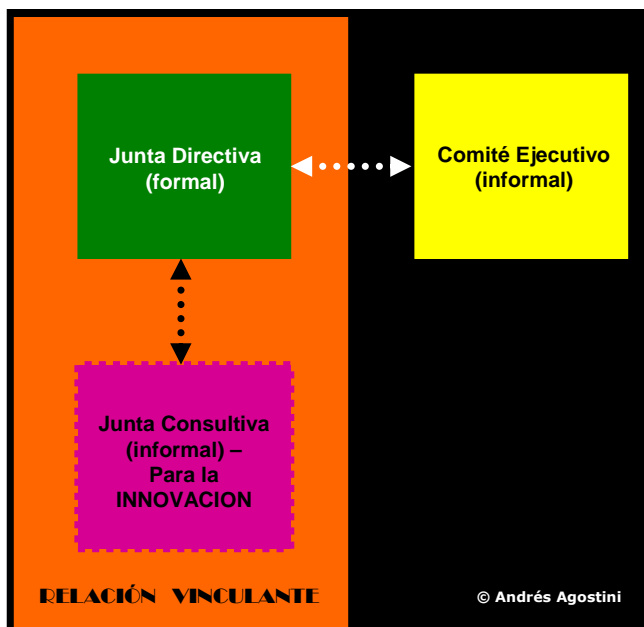 Junta Directiva
(formal)
Comité Ejecutivo
(informal)
Junta Consultiva
(informal) –
Para la
INNOVACION
RELACIÓN VINCULANTE
© Andrés Agostini